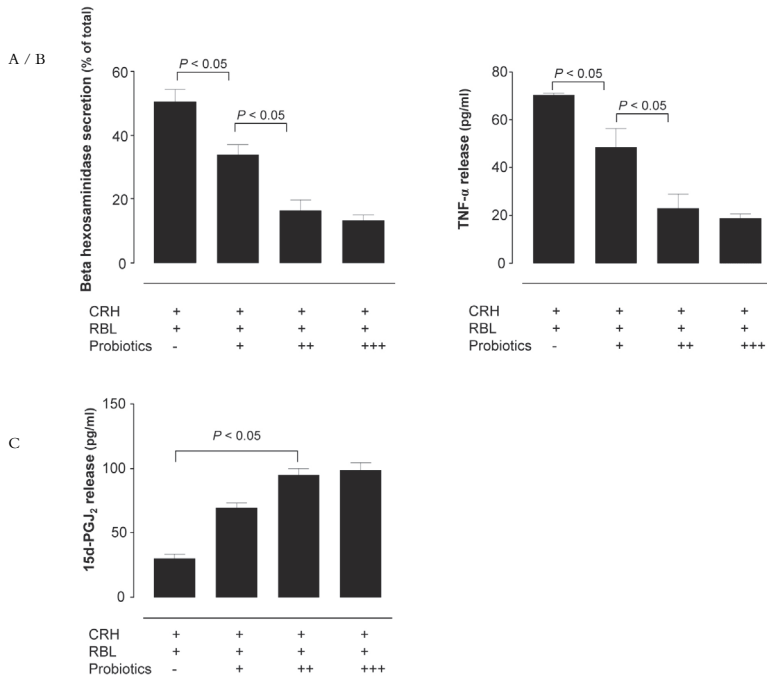 A / B
Beta hexosaminidase secretion (% of total)
60
40
20
0
P < 0.05
P < 0.05
CRH + + + +
RBL + + + +
Probiotics - + ++ +++
TNF-α release (pg/ml)
80
60
40
20
0
P < 0.05
P < 0.05
CRH + + + +
RBL + + + +
Probiotics - + ++ +++
C
15d-PGJ₂ release (pg/ml)
150
100
50
0
P < 0.05
CRH + + + +
RBL + + + +
Probiotics - + ++ +++